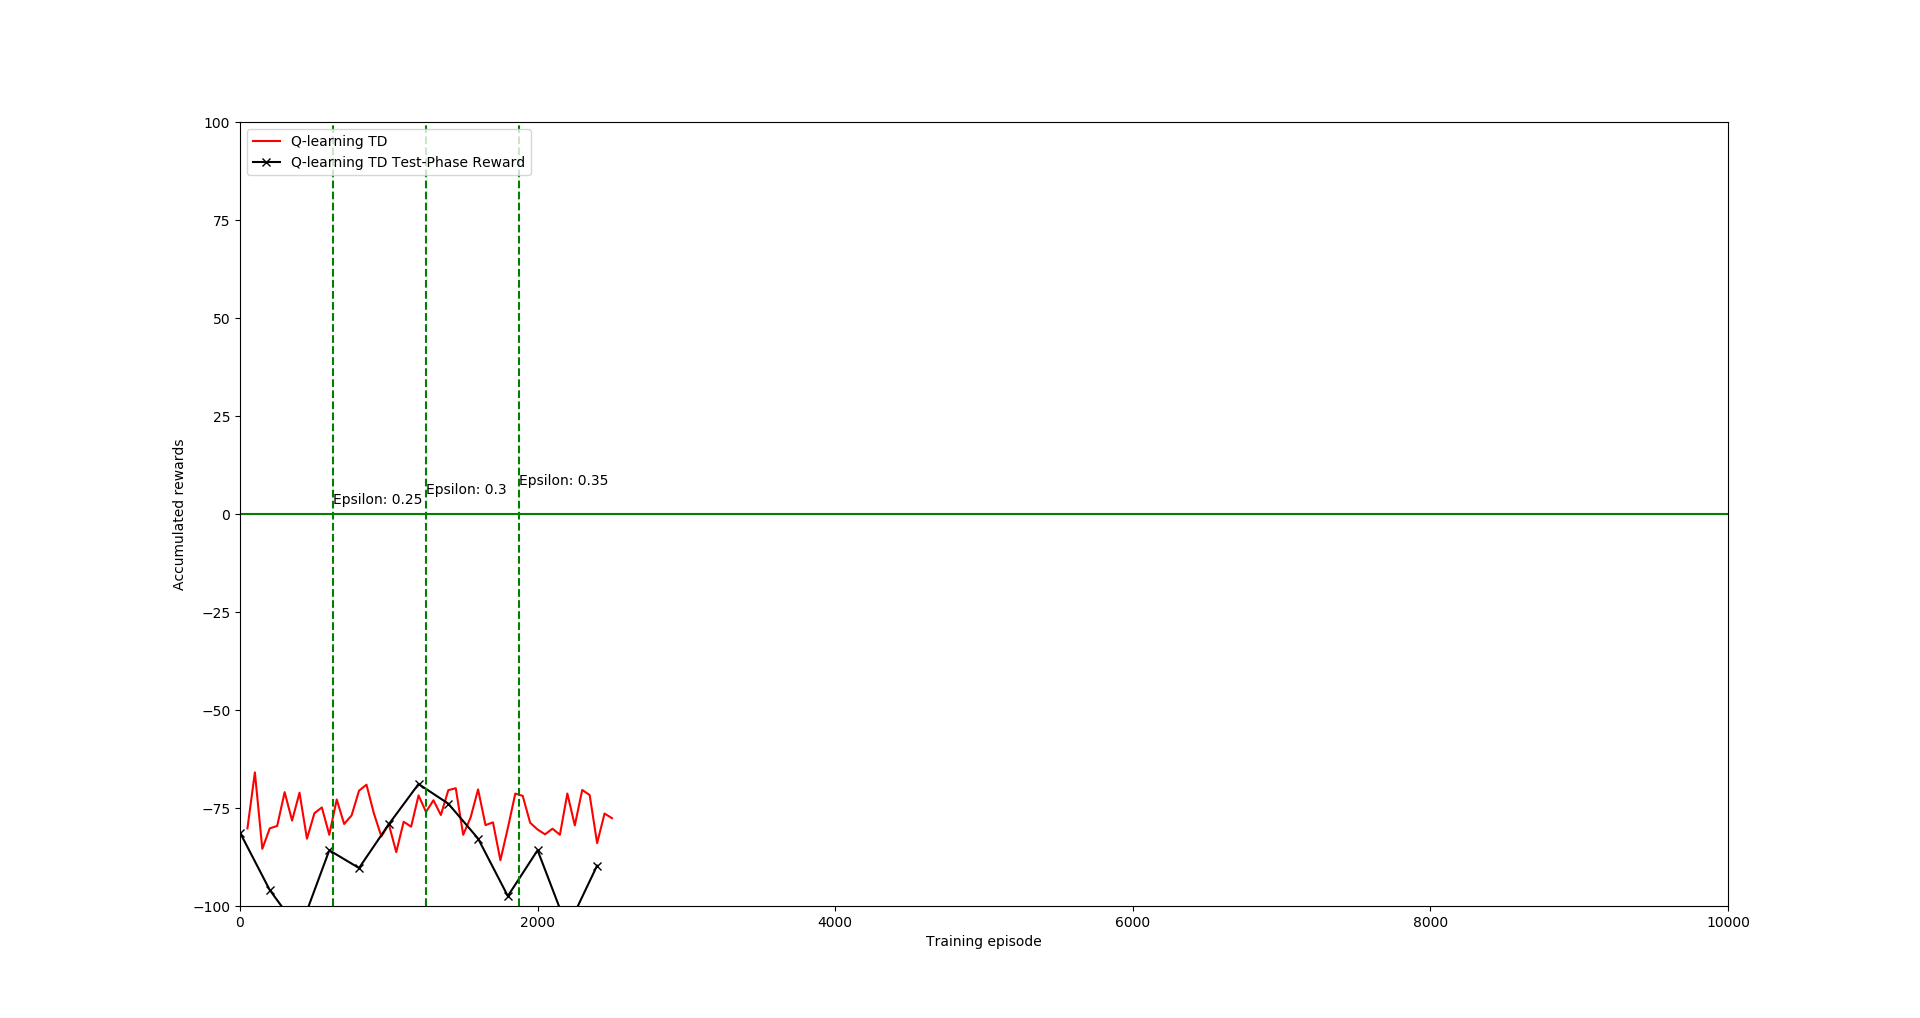 Q-learning TD
Q-learning TD Test-Phase Reward
100
75
50
25
0
−25
−50
−75
−100
Accumulated rewards
Epsilon: 0.25
Epsilon: 0.3
Epsilon: 0.35
0
2000
4000
6000
8000
10000
Training episode